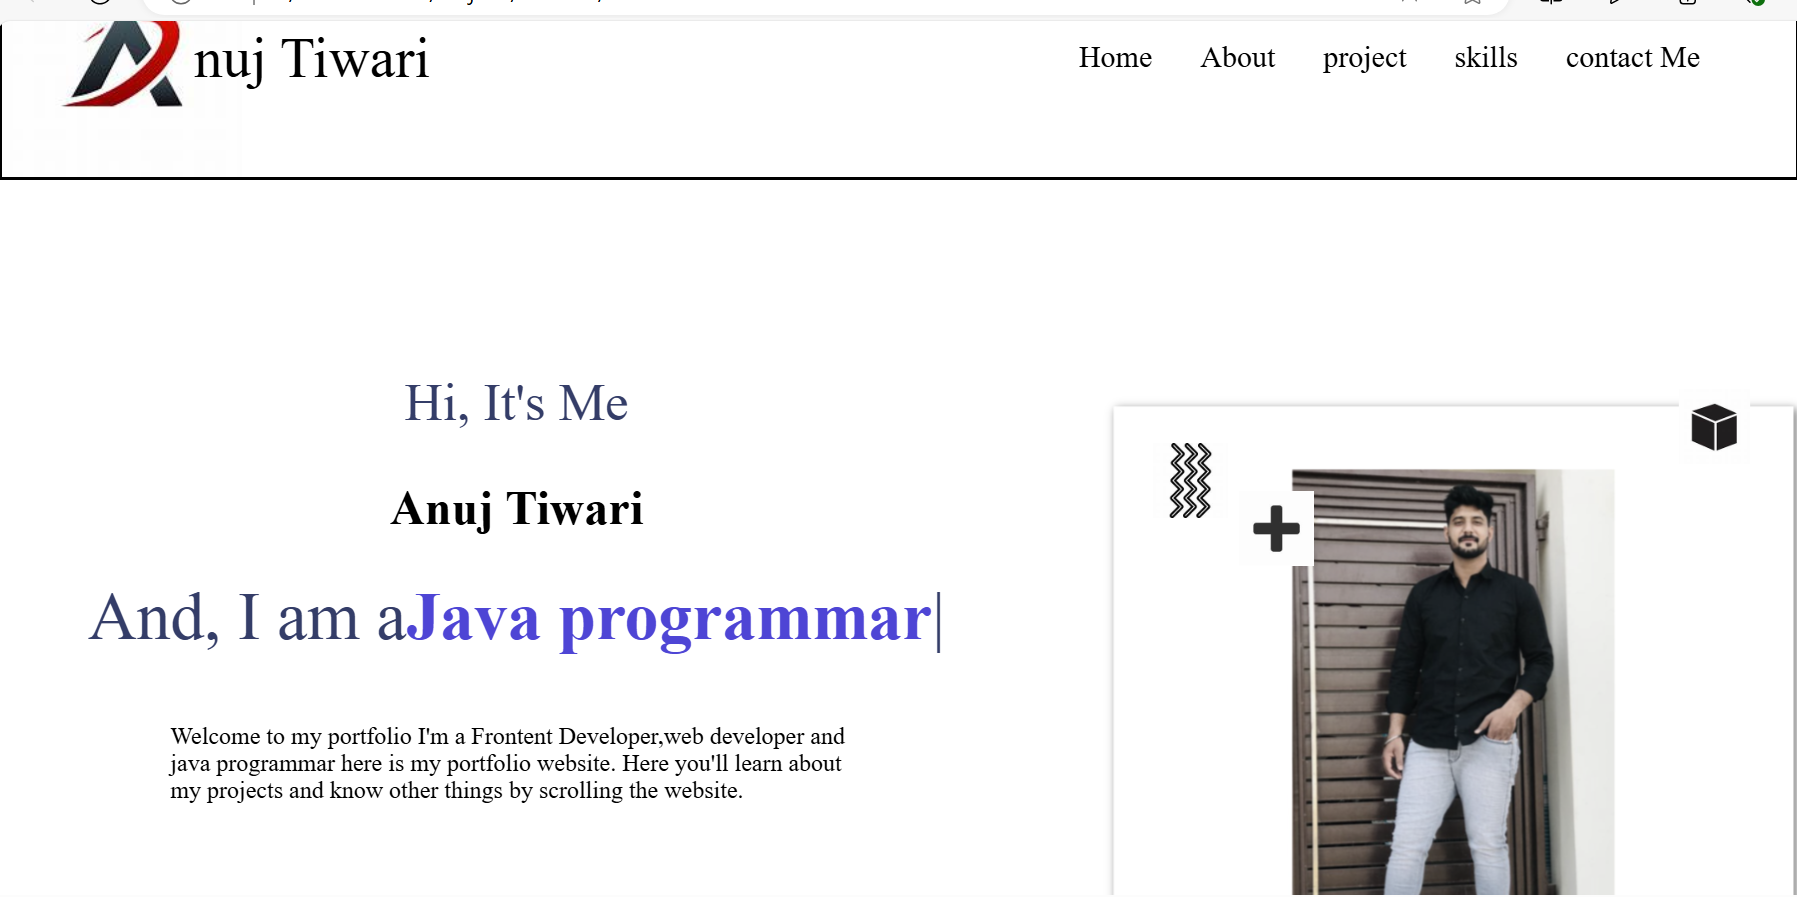 nuj Tiwari
Home About project skills contact Me
Hi, It's Me
Anuj Tiwari
And, I am aJava programmar|
Welcome to my portfolio I'm a Frontent Developer,web developer and
java programmar here is my portfolio website. Here you'll learn about
my projects and know other things by scrolling the website.